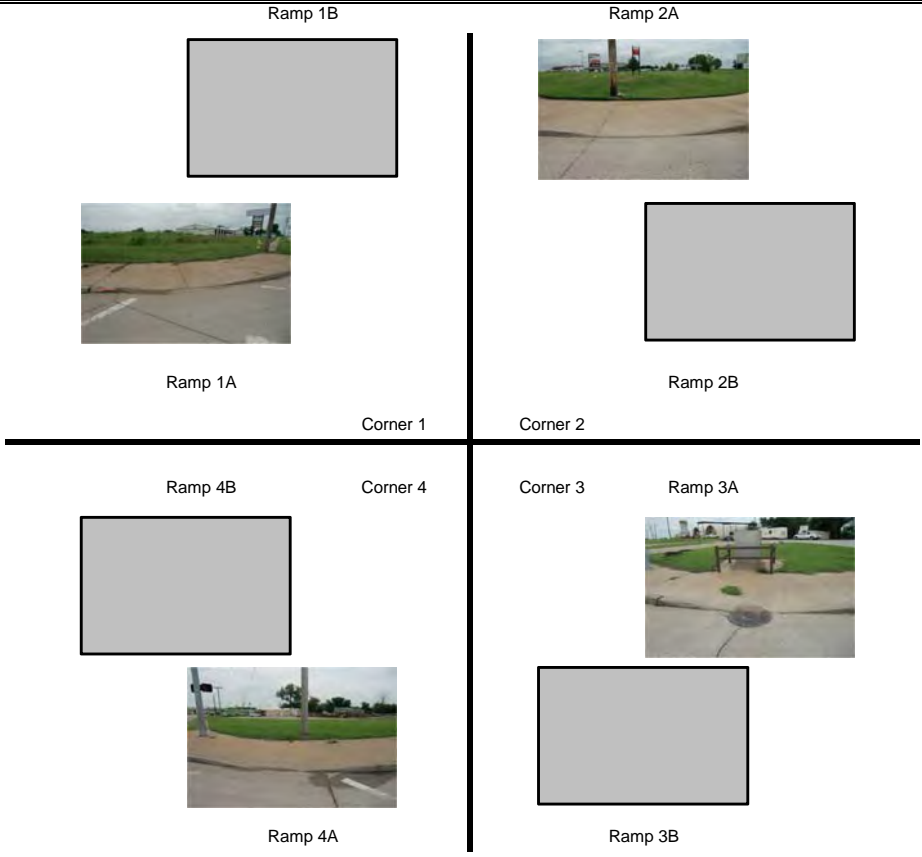 Ramp 1B
Ramp 2A
Ramp 1A
Ramp 2B
Corner 1
Corner 2
Ramp 4B
Corner 4
Corner 3
Ramp 3A
Ramp 4A
Ramp 3B